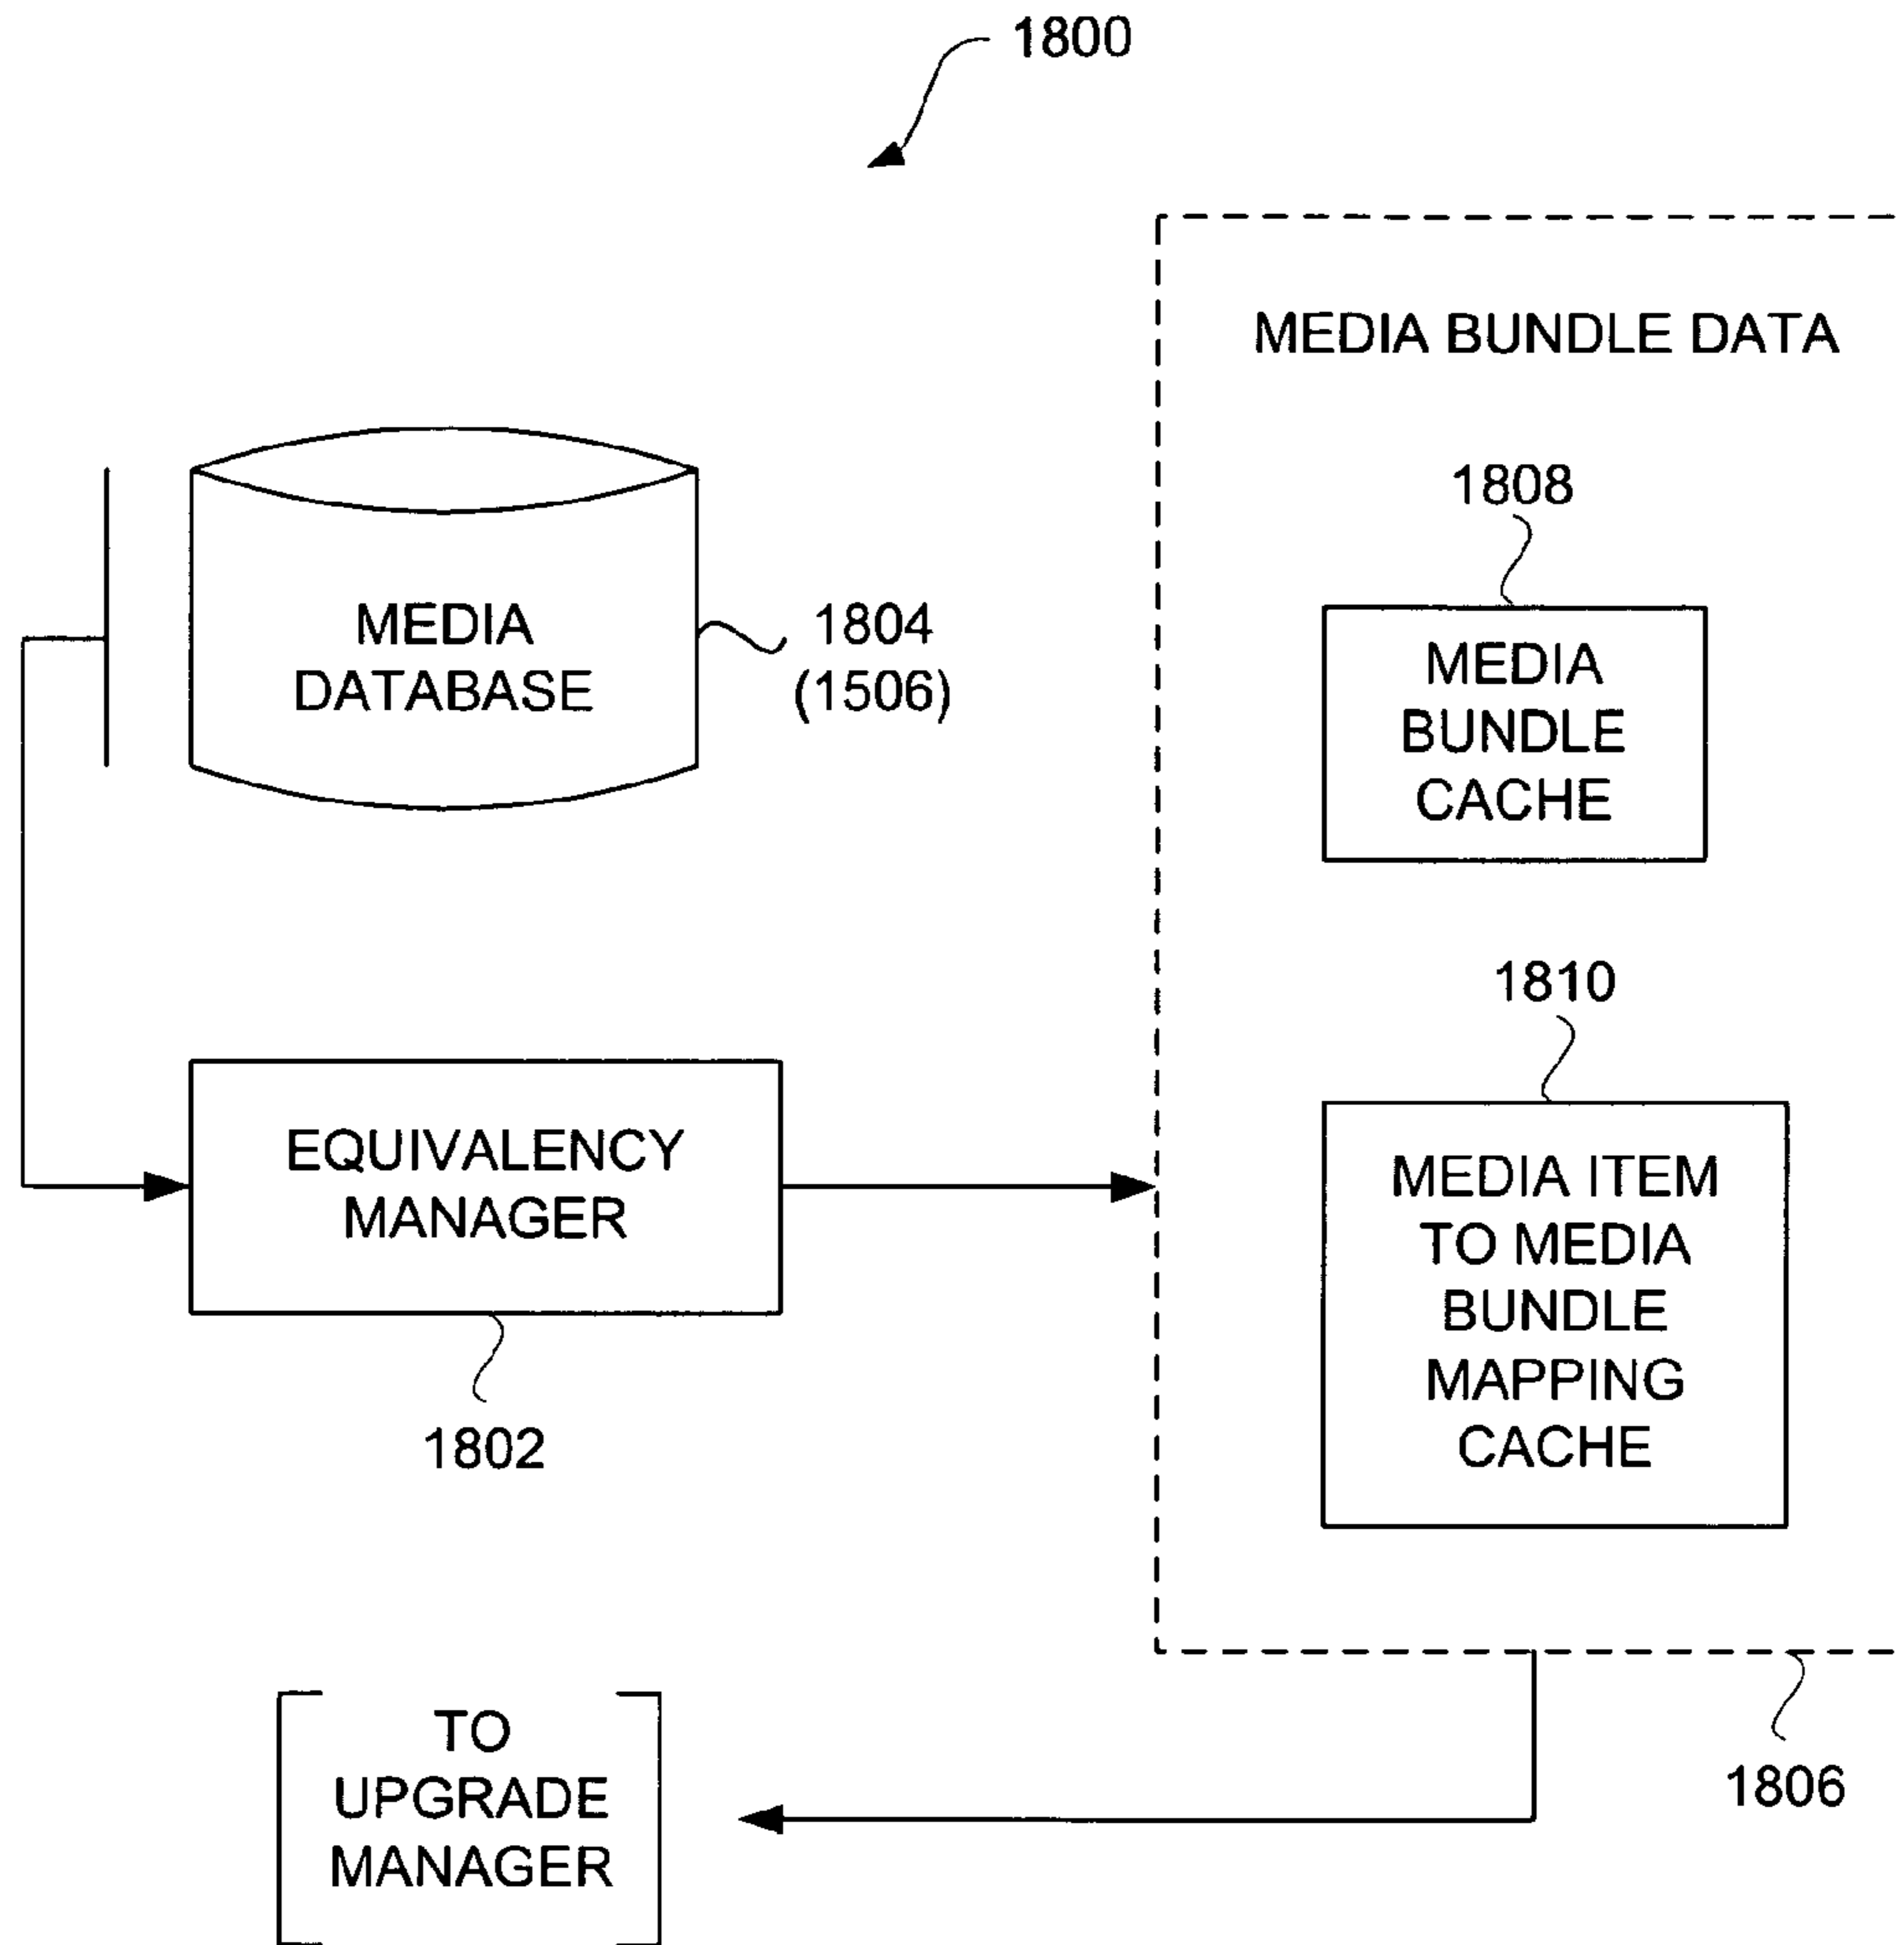 1800
MEDIA BUNDLE DATA
1808
MEDIA
BUNDLE
CACHE
MEDIA
DATABASE
1804
(1506)
1810
MEDIA ITEM
TO MEDIA
BUNDLE
MAPPING
CACHE
EQUIVALENCY
MANAGER
1802
1806
TO
UPGRADE
MANAGER